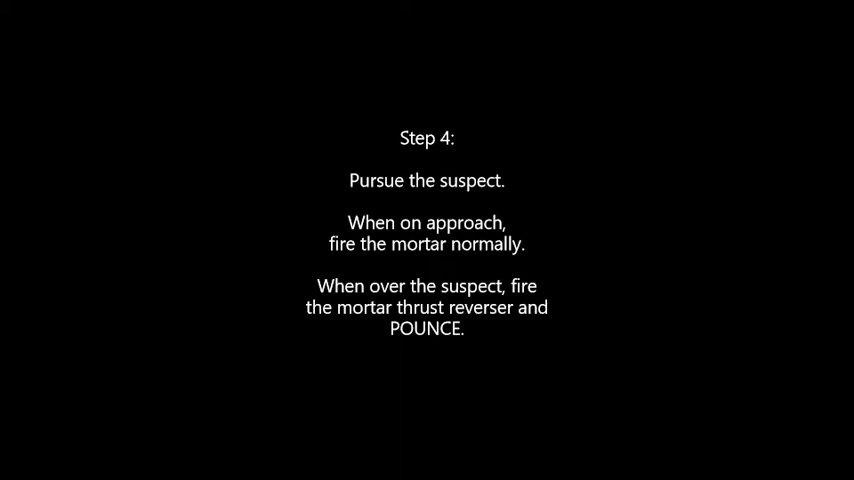 Step 4:
Pursue the suspect.
When on approach,
fire the mortar normally.
When over the suspect, fire
the mortar thrust reverser and
POUNCE.